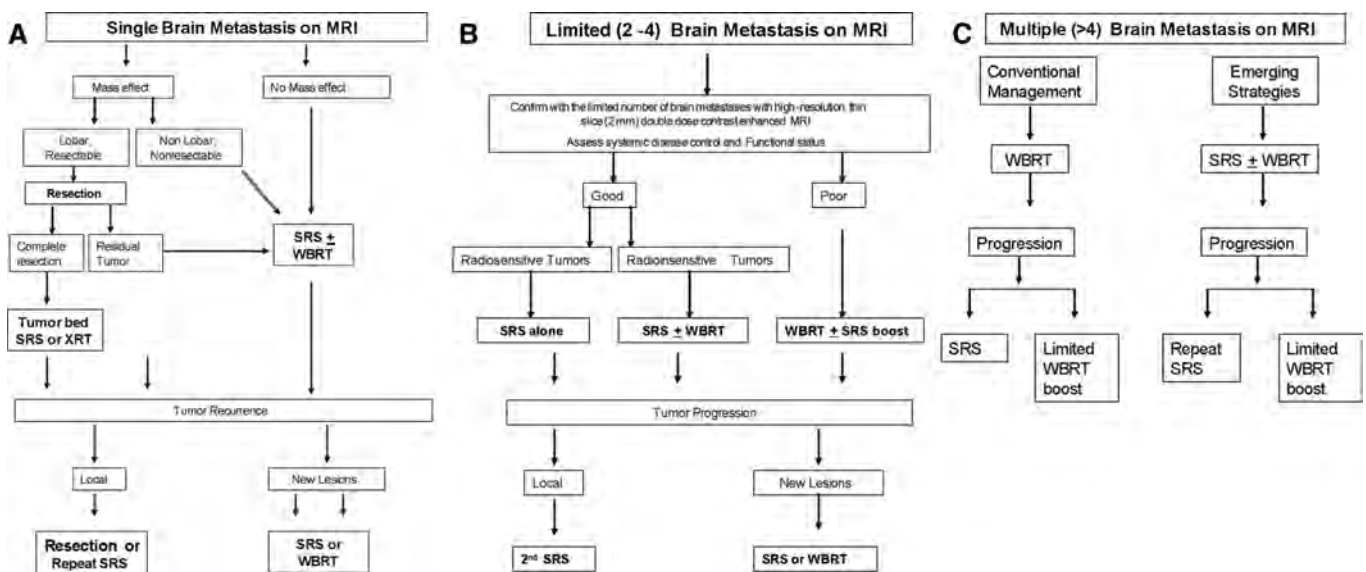 A
Single Brain Metastasis on MRI
Mass effect
No Mass effect
Lobar,
Resectable
Non Lobar,
Nonresectable
Resection
Complete
resection
Residual
Tumor
SRS ±
WBRT
Tumor bed
SRS or XRT
Tumor Recurrence
Local
New Lesions
Resection or
Repeat SRS
SRS or
WBRT
B
Limited (2 -4) Brain Metastasis on MRI
Confirm with the limited number of brain metastases with high-resolution, thin
slice (2 mm) double dose contrast enhanced MRI
Assess systemic disease control and Functional status
Good
Poor
Radiosensitive Tumors
Radioinsensitive Tumors
SRS alone
SRS ± WBRT
WBRT ± SRS boost
Tumor Progression
Local
New Lesions
2nd SRS
SRS or WBRT
C
Multiple (>4) Brain Metastasis on MRI
Conventional
Management
Emerging
Strategies
WBRT
SRS ± WBRT
Progression
Progression
SRS
Limited
WBRT
boost
Repeat
SRS
Limited
WBRT
boost